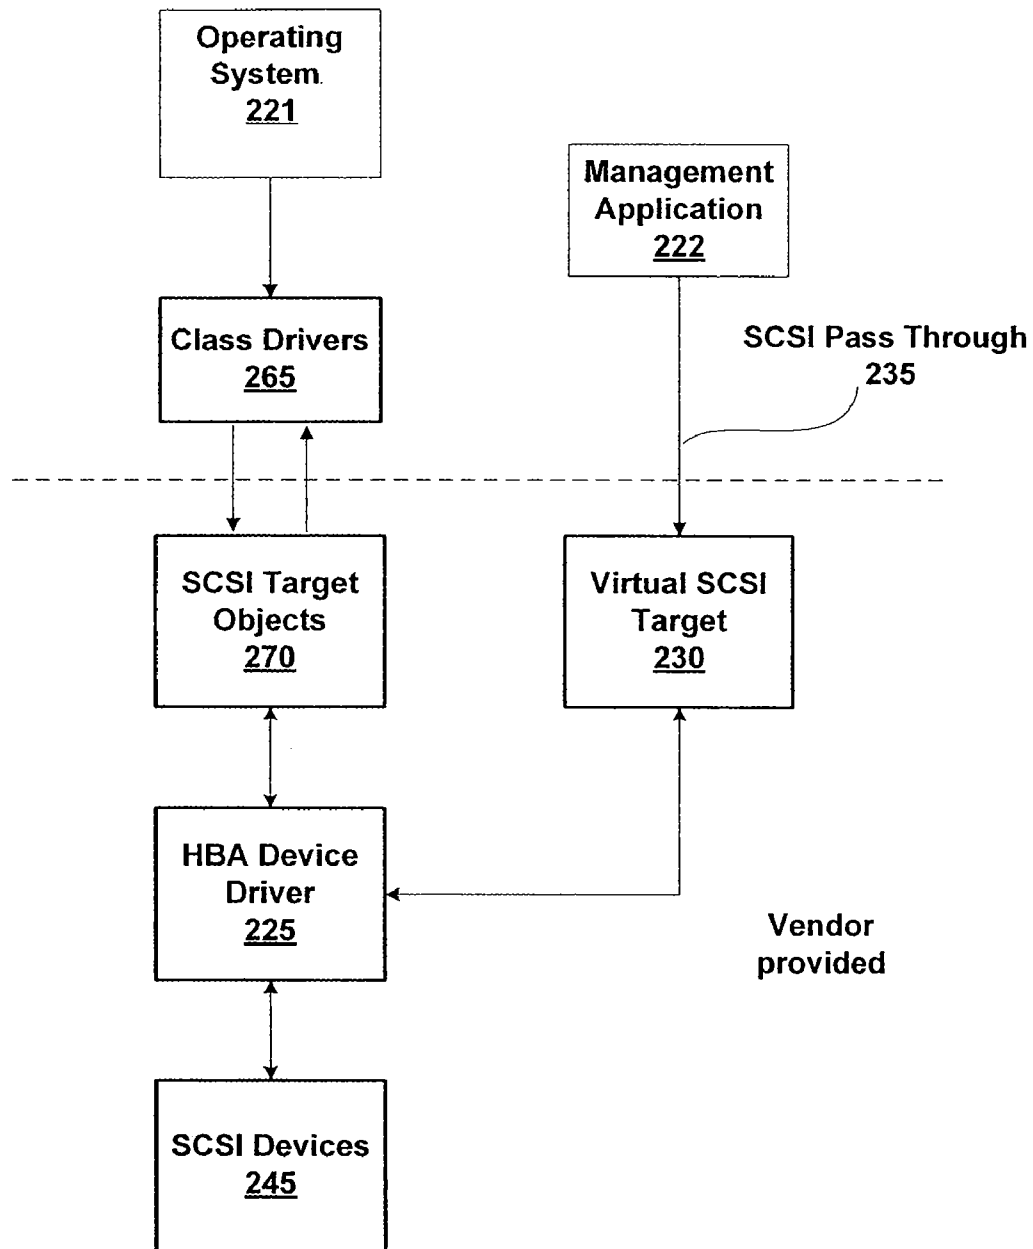 Operating
System
221
Management
Application
222
Class Drivers
265
SCSI Pass Through
235
SCSI Target
Objects
270
Virtual SCSI
Target
230
HBA Device
Driver
225
Vendor
provided
SCSI Devices
245